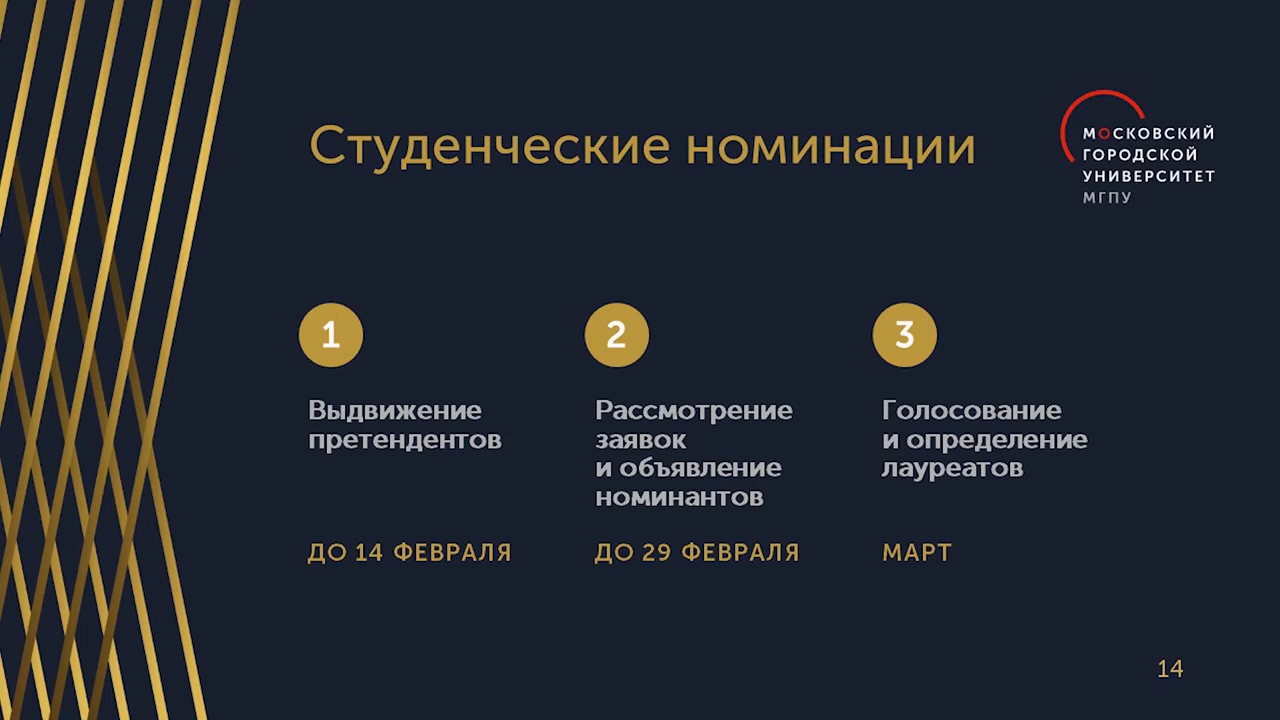 Студенческие номинации
МОСКОВСКИЙ
ГОРОДСКОЙ
УНИВЕРСИТЕТ
МГПУ
1
Выдвижение
претендентов
ДО 14 ФЕВРАЛЯ
2
Рассмотрение
заявок
и объявление
номинантов
ДО 29 ФЕВРАЛЯ
3
Голосование
и определение
лауреатов
МАРТ
14